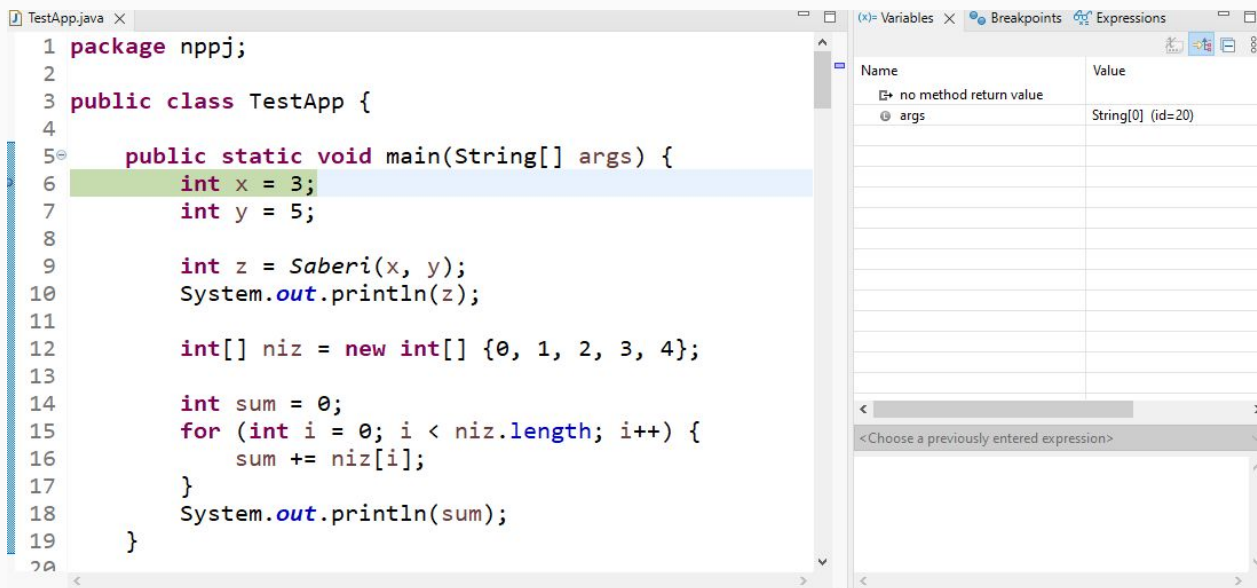 TestApp.java
1 package nppj;
2
3 public class TestApp {
4
5 public static void main(String[] args) {
6 int x = 3;
7 int y = 5;
8
9 int z = Saberi(x, y);
10 System.out.println(z);
11
12 int[] niz = new int[] {0, 1, 2, 3, 4};
13
14 int sum = 0;
15 for (int i = 0; i < niz.length; i++) {
16 sum += niz[i];
17 }
18 System.out.println(sum);
19 }
20
(x)= Variables Breakpoints Expressions
Name Value
no method return value
args String[0] (id=20)
<Choose a previously entered expression>